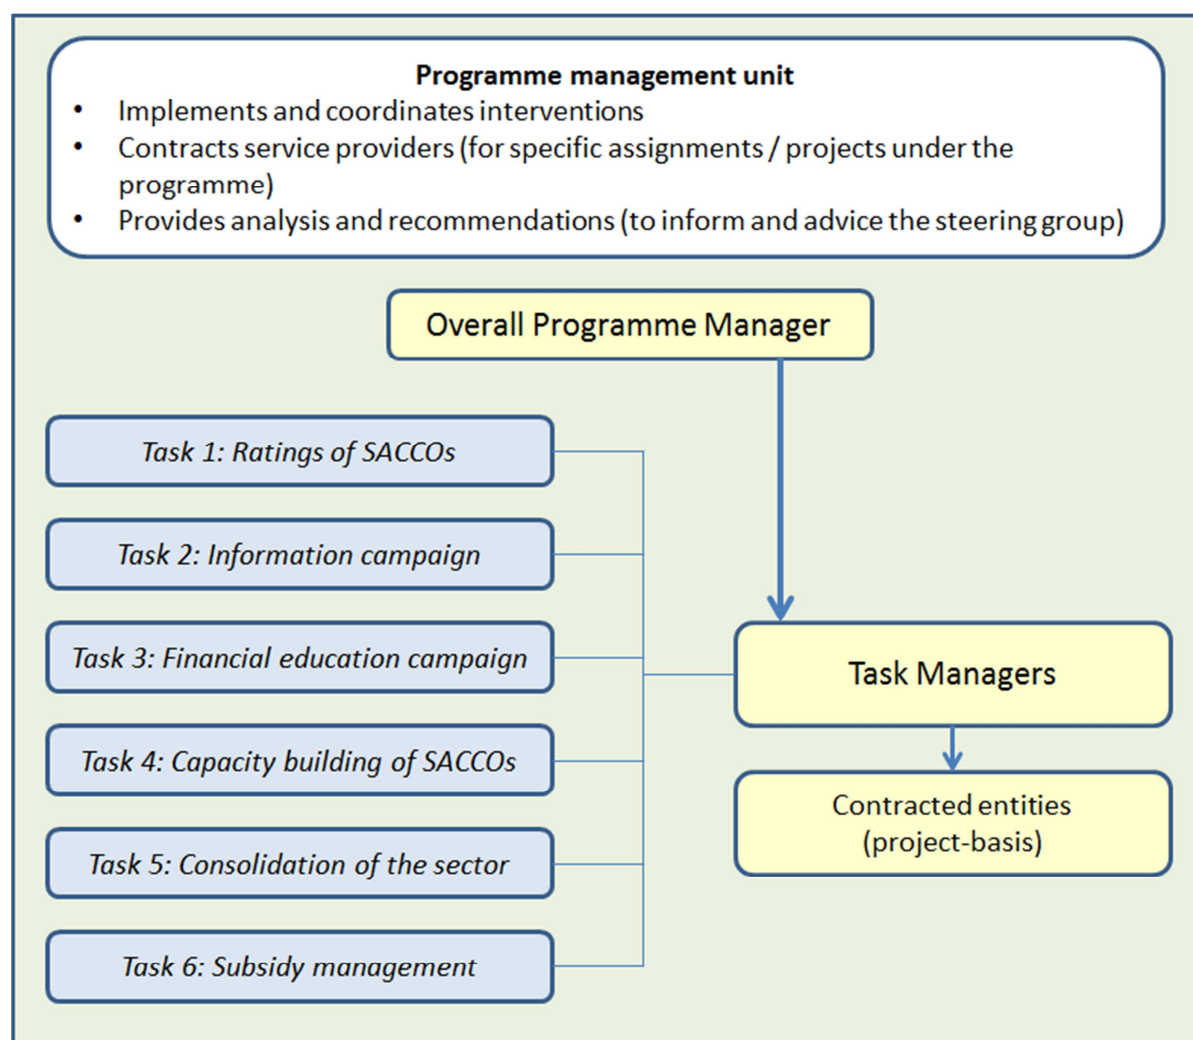 Programme management unit
• Implements and coordinates interventions
• Contracts service providers (for specific assignments / projects under the
programme)
• Provides analysis and recommendations (to inform and advice the steering group)
Overall Programme Manager
Task 1: Ratings of SACCOs
Task 2: Information campaign
Task 3: Financial education campaign
Task 4: Capacity building of SACCOs
Task 5: Consolidation of the sector
Task 6: Subsidy management
Task Managers
Contracted entities
(project-basis)